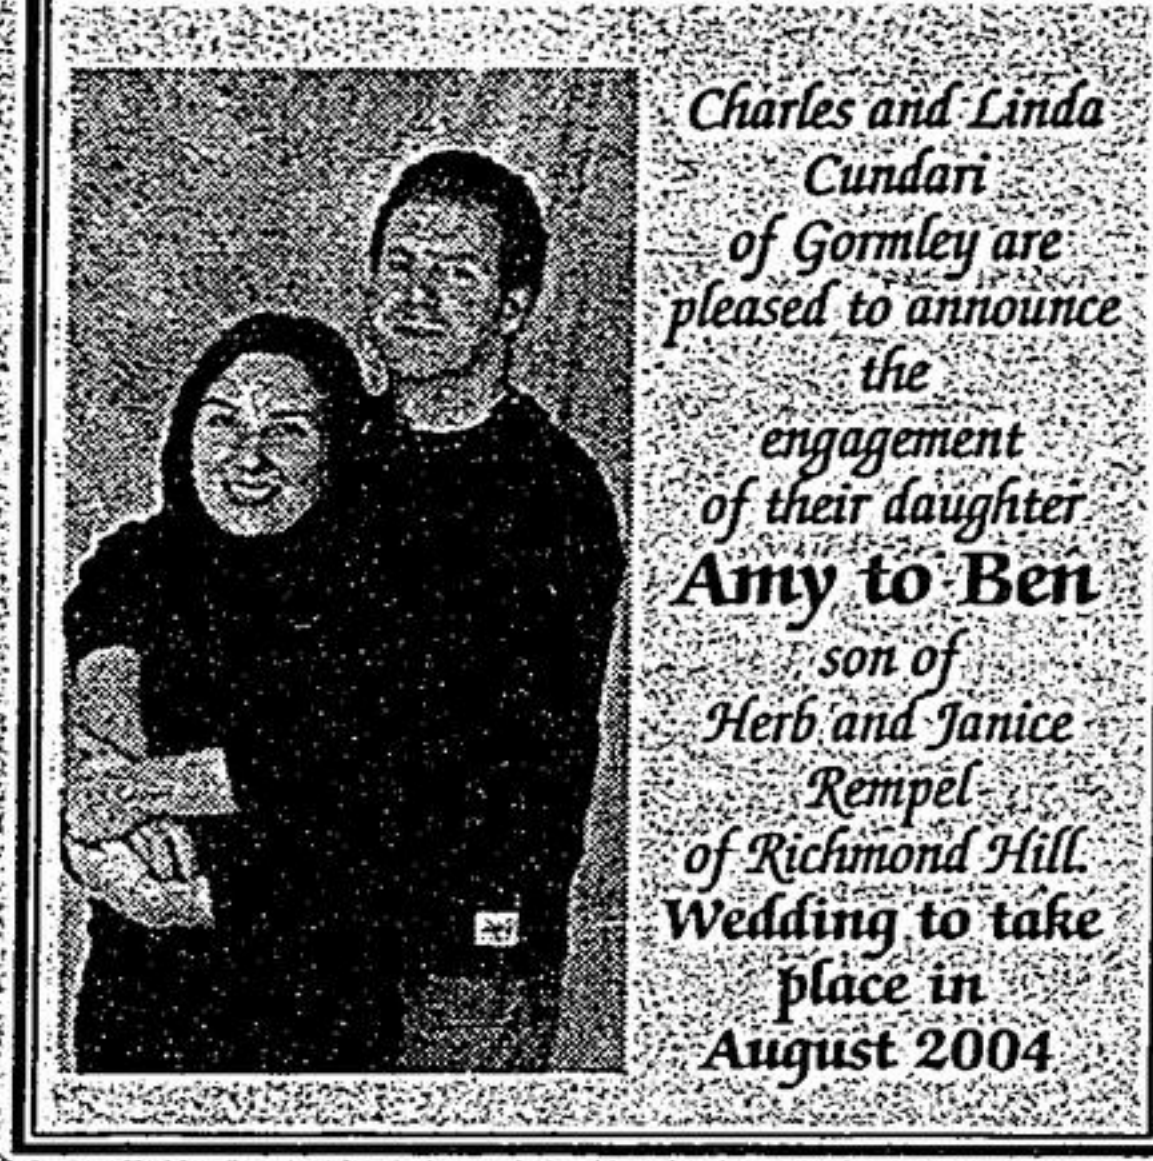 Charles and Linda
Cundari
of Gormley are
pleased to announce
the
engagement
of their daughter
Amy to Ben
son of
Herb and Janice
Rempel
of Richmond Hill.
Wedding to take
place in
August 2004